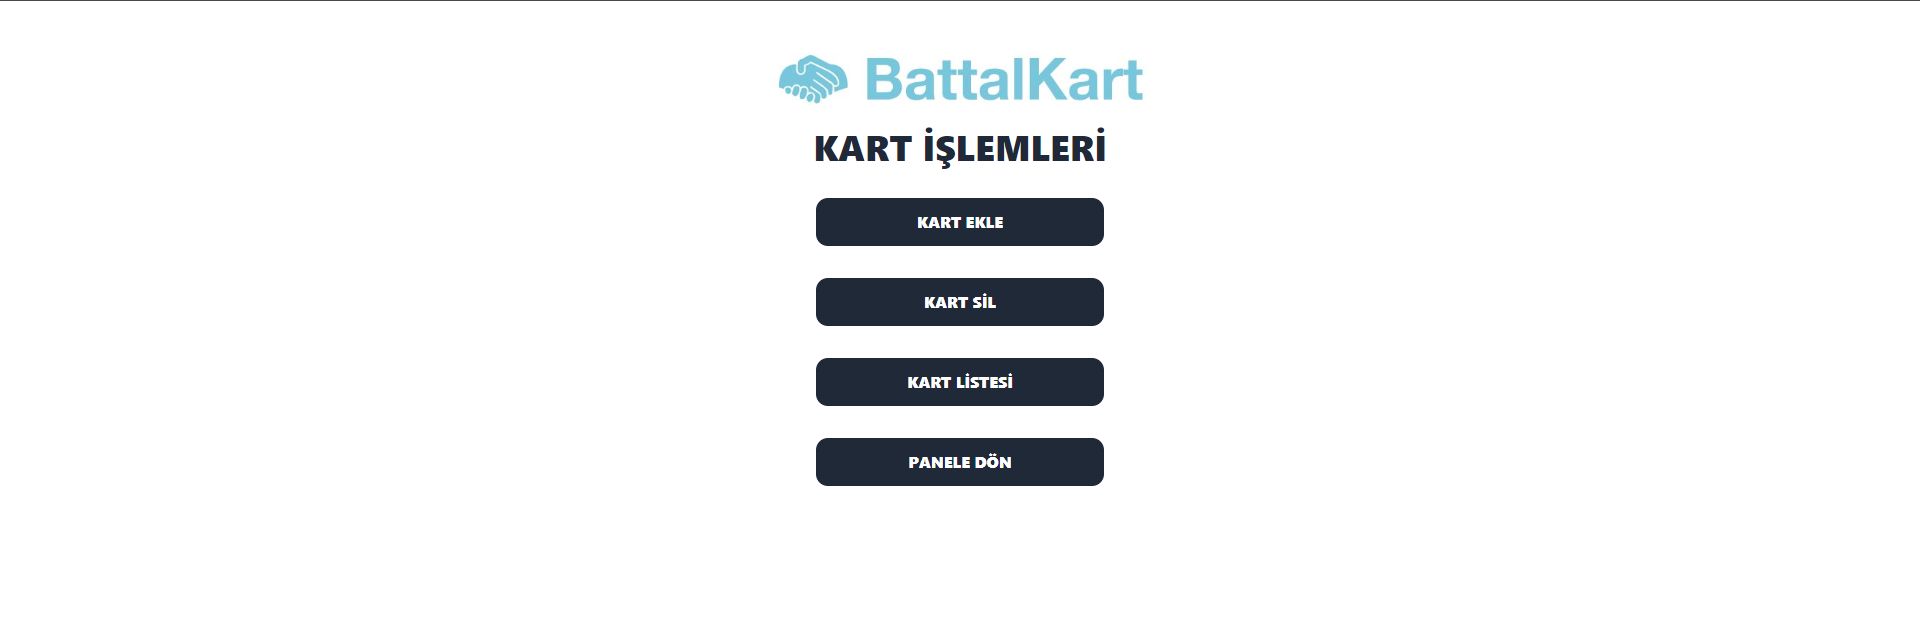 BattalKart
KART İŞLEMLERİ
KART EKLE
KART SİL
KART LİSTESİ
PANELE DÖN